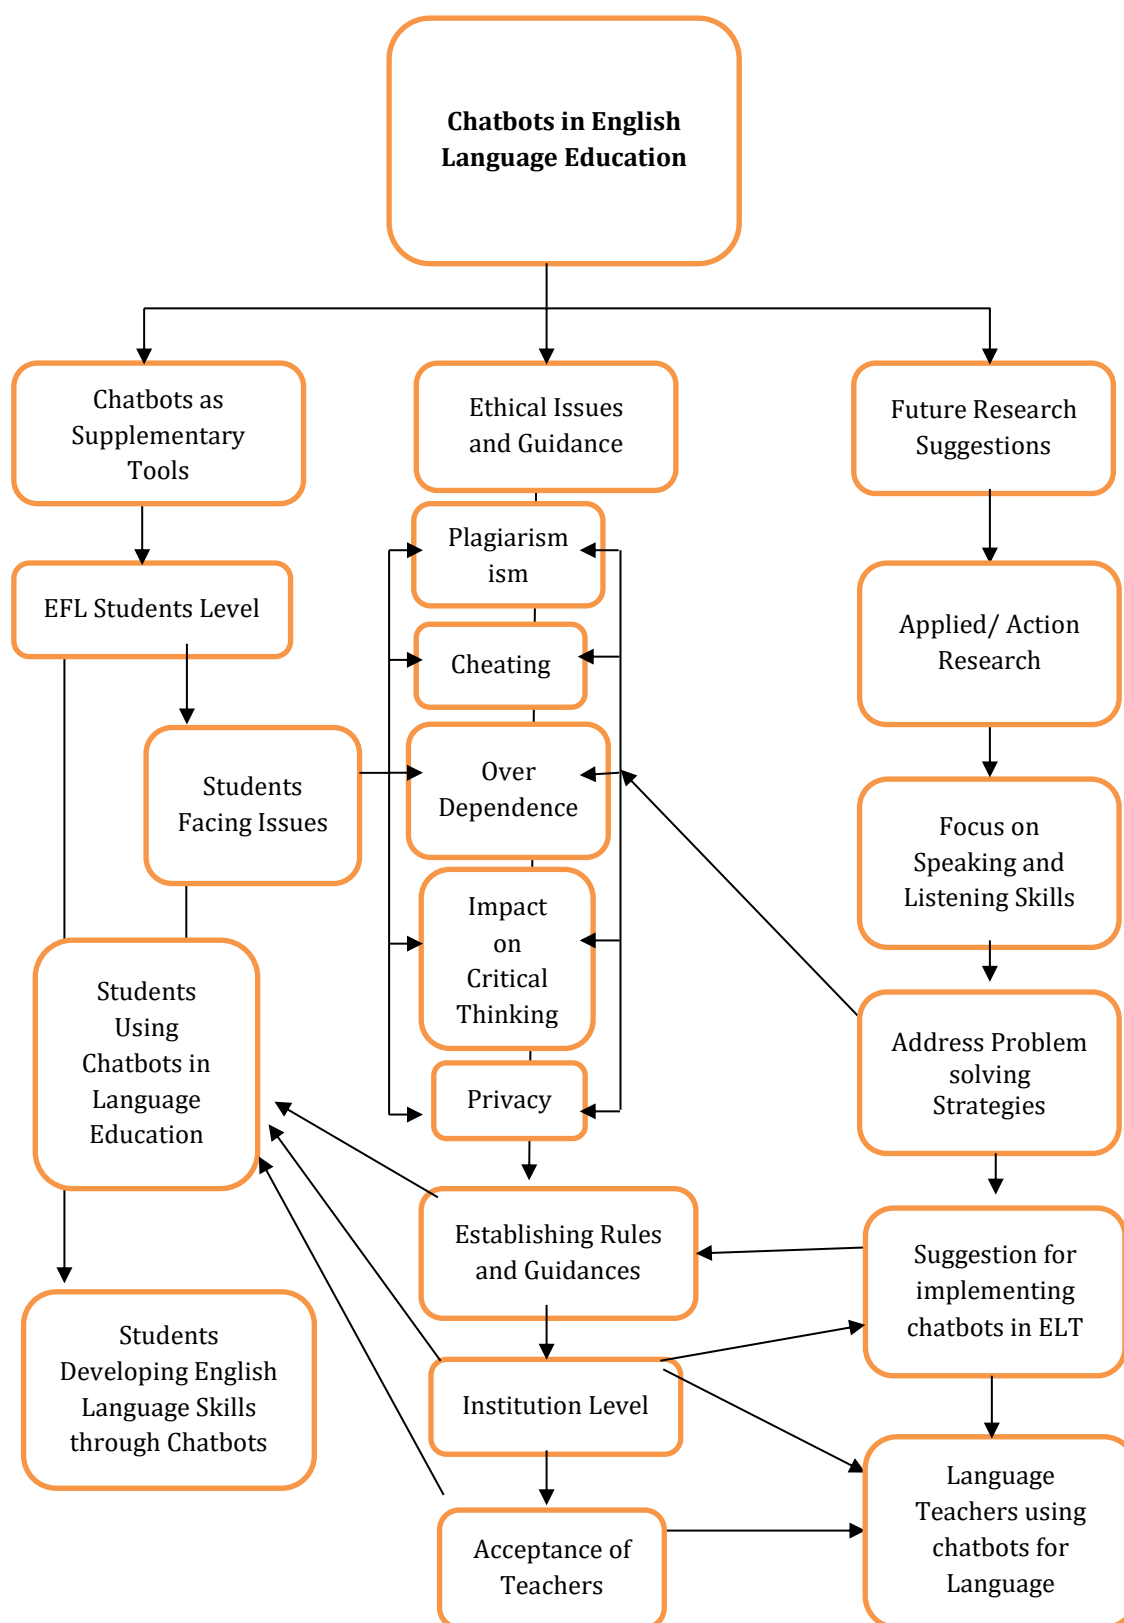 Chatbots in English
Language Education
Chatbots as
Supplementary
Tools
Ethical Issues
and Guidance
Future Research
Suggestions
Plagiarism
ism
EFL Students Level
Applied/ Action
Research
Cheating
Students
Facing Issues
Over
Dependence
Focus on
Speaking and
Listening Skills
Impact
on
Critical
Thinking
Students
Using
Chatbots in
Language
Education
Address Problem
solving
Strategies
Privacy
Establishing Rules
and Guidances
Suggestion for
implementing
chatbots in ELT
Students
Developing English
Language Skills
through Chatbots
Institution Level
Acceptance of
Teachers
Language
Teachers using
chatbots for
Language